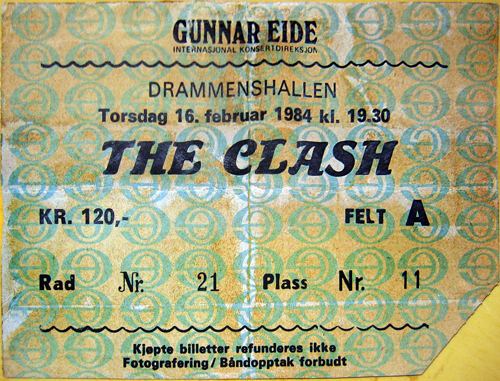 GUNNAR EIDE
INTERNASJONAL KONSERTDIREKSJON
DRAMMENSHALLEN
Torsdag 16. februar 1984 kl. 19.30
THE CLASH
KR. 120,- FELT A
Rad Nr. 21 Plass Nr. 11
Kjøpte billetter refunderes ikke
Fotografering / Båndopptak forbudt